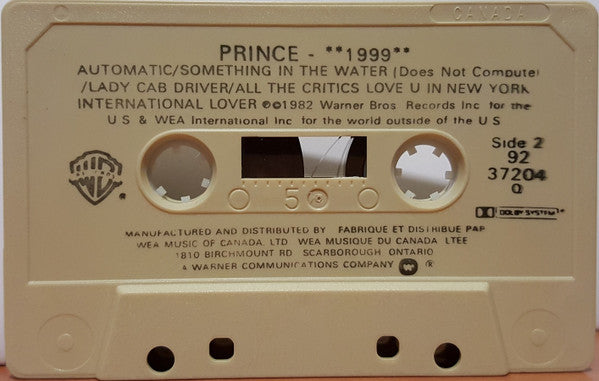 CANADA
PRINCE - **1999**
AUTOMATIC/SOMETHING IN THE WATER (Does Not Compute)
/LADY CAB DRIVER/ALL THE CRITICS LOVE U IN NEW YORK
INTERNATIONAL LOVER ℗©1982 Warner Bros. Records Inc for the
U S & WEA International Inc for the world outside of the U S
Side 2
92
37204
Q
WB
®
50
DOLBY SYSTEM ®
MANUFACTURED AND DISTRIBUTED BY FABRIQUE ET DISTRIBUE PAR
WEA MUSIC OF CANADA, LTD WEA MUSIQUE DU CANADA LTEE
1810 BIRCHMOUNT RD SCARBOROUGH ONTARIO
A WARNER COMMUNICATIONS COMPANY ®